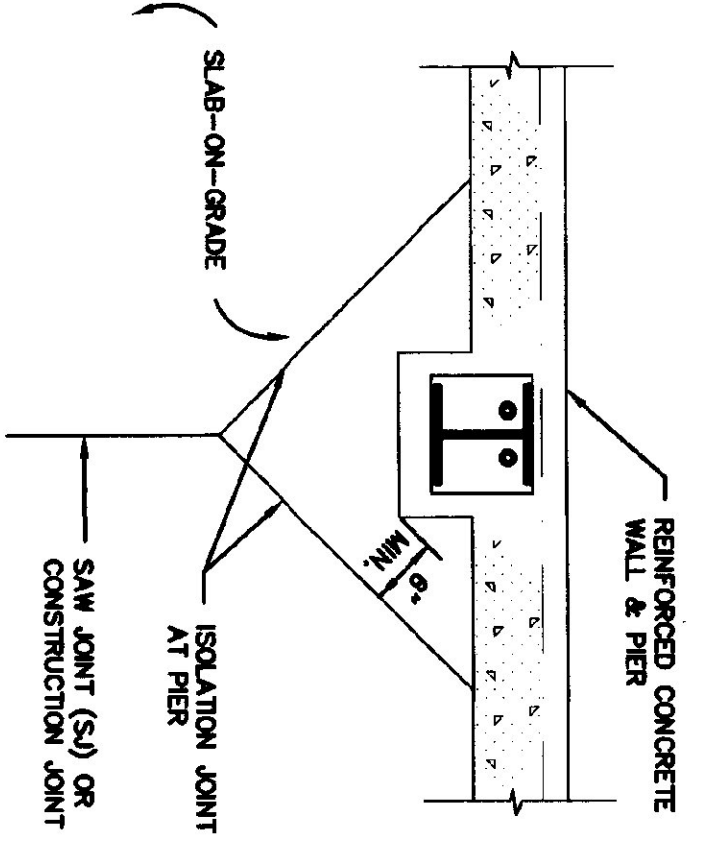 REINFORCED CONCRETE
WALL & PIER
SLAB-ON-GRADE
6"
MIN.
ISOLATION JOINT
AT PIER
SAW JOINT (SJ) OR
CONSTRUCTION JOINT